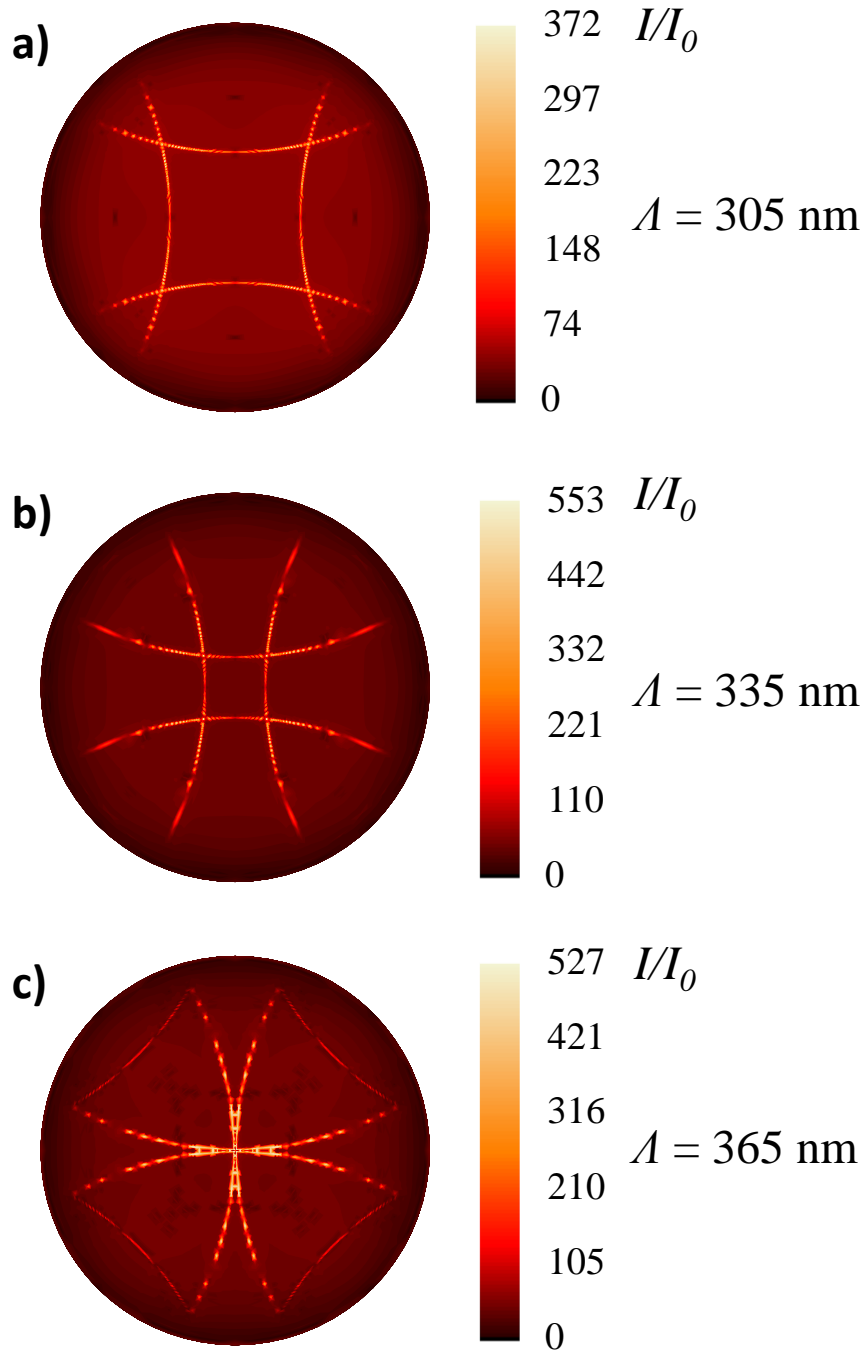 a)
372 I/I0
297
223
148
74
0
Λ = 305 nm
b)
553 I/I0
442
332
221
110
0
Λ = 335 nm
c)
527 I/I0
421
316
210
105
0
Λ = 365 nm